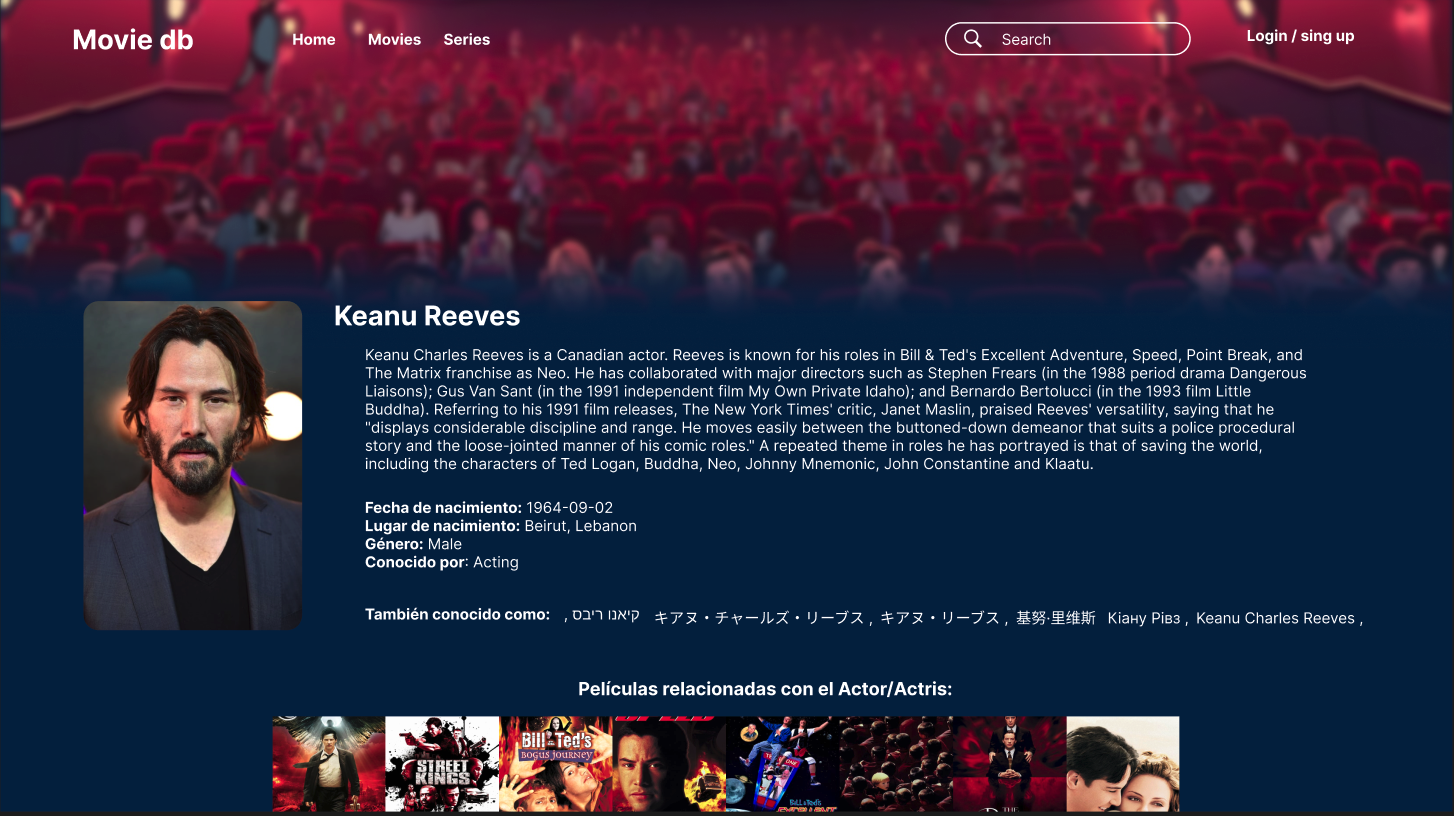 Movie db
Home
Movies
Series
Search
Login / sing up
Keanu Reeves
Keanu Charles Reeves is a Canadian actor. Reeves is known for his roles in Bill & Ted's Excellent Adventure, Speed, Point Break, and
The Matrix franchise as Neo. He has collaborated with major directors such as Stephen Frears (in the 1988 period drama Dangerous
Liaisons); Gus Van Sant (in the 1991 independent film My Own Private Idaho); and Bernardo Bertolucci (in the 1993 film Little
Buddha). Referring to his 1991 film releases, The New York Times' critic, Janet Maslin, praised Reeves' versatility, saying that he
"displays considerable discipline and range. He moves easily between the buttoned-down demeanor that suits a police procedural
story and the loose-jointed manner of his comic roles." A repeated theme in roles he has portrayed is that of saving the world,
including the characters of Ted Logan, Buddha, Neo, Johnny Mnemonic, John Constantine and Klaatu.
Fecha de nacimiento: 1964-09-02
Lugar de nacimiento: Beirut, Lebanon
Género: Male
Conocido por: Acting
También conocido como: קיאנו ריבס , キアヌ・チャールズ・リーブス , キアヌ・リーブス , 基努·里维斯 Кіану Рівз , Keanu Charles Reeves ,
Películas relacionadas con el Actor/Actris:
STREET
KINGS
Bill & Ted's
BOGUS JOURNEY
Bill & Ted's
EXCELLENT
THE